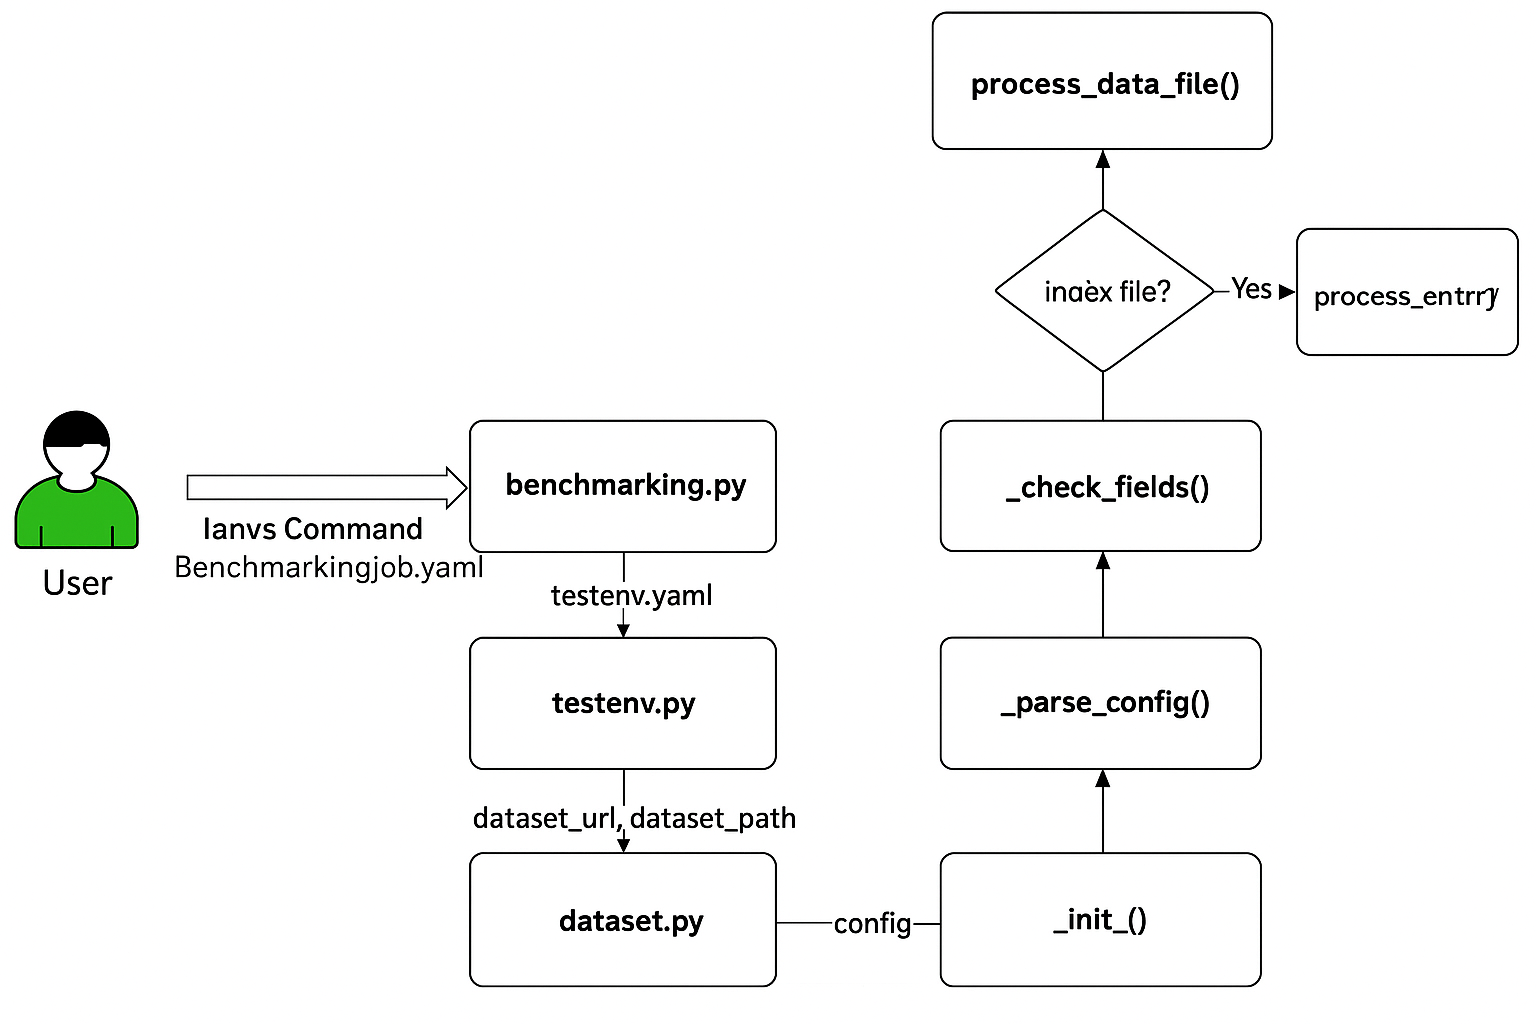 process_data_file()
inaèx file?
Yes
process_entrry
benchmarking.py
_check_fields()
Ianvs Command
Benchmarkingjob.yaml
User
testenv.yaml
testenv.py
_parse_config()
dataset_url, dataset_path
dataset.py
config
_init_()